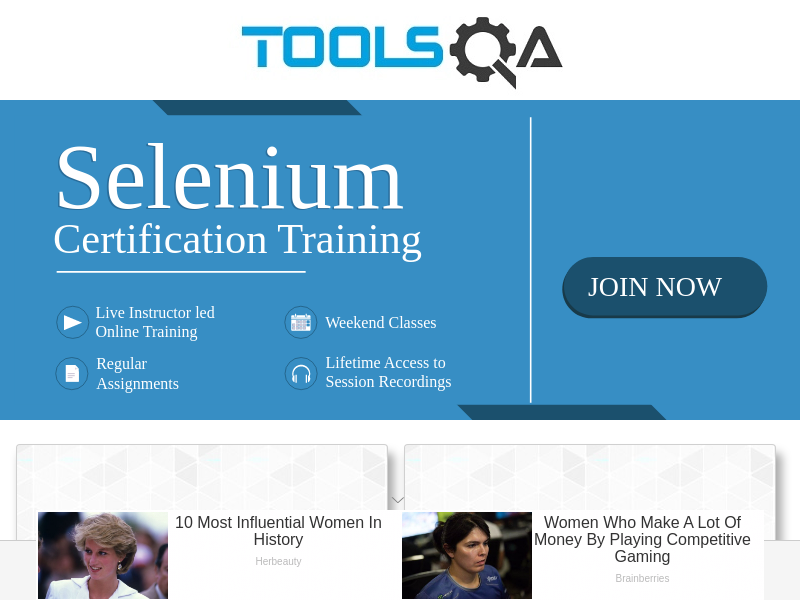 TOOLSQA
Selenium
Certification Training
JOIN NOW
Live Instructor led
Online Training
Weekend Classes
Regular
Assignments
Lifetime Access to
Session Recordings
10 Most Influential Women In
History
Herbeauty
Women Who Make A Lot Of
Money By Playing Competitive
Gaming
Brainberries